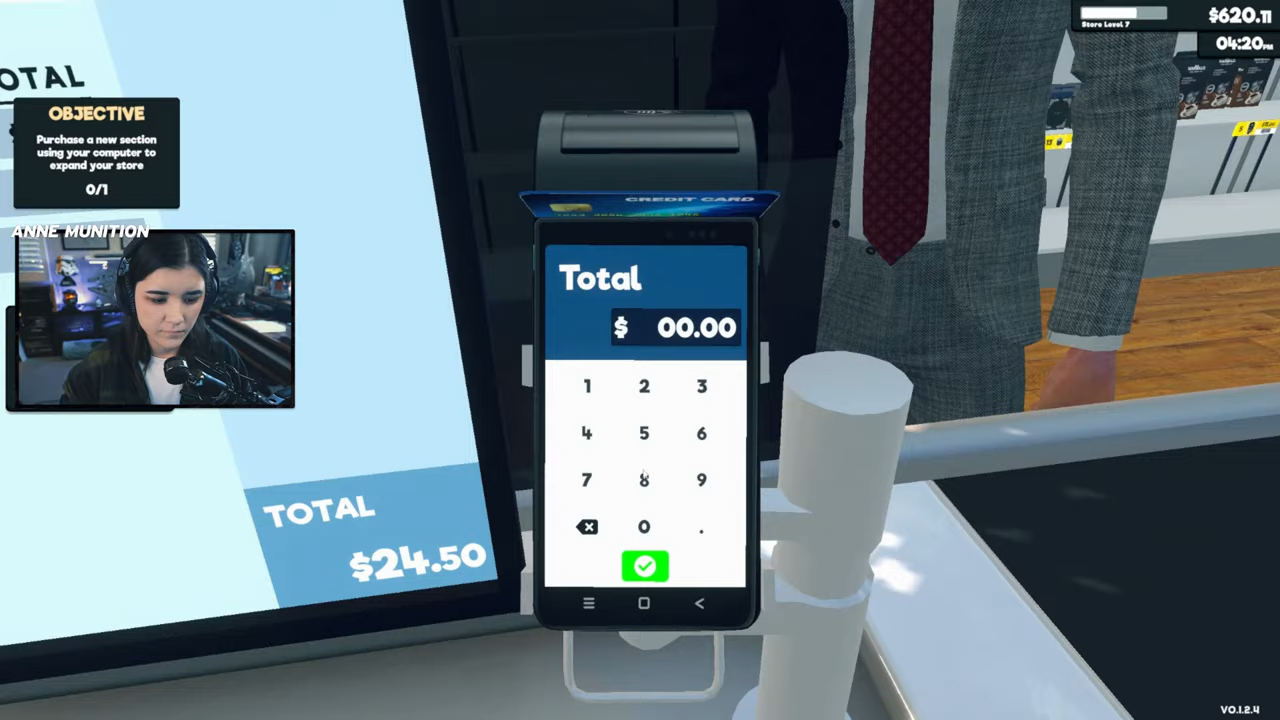 $620.11
Store Level 7
04:20PM
OTAL
OBJECTIVE
Purchase a new section
using your computer to
expand your store
0/1
ANNE MUNITION
CREDIT CARD
Total
$ 00.00
1 2 3
4 5 6
7 8 9
0 .
TOTAL
$24.50
V0.1.2.4